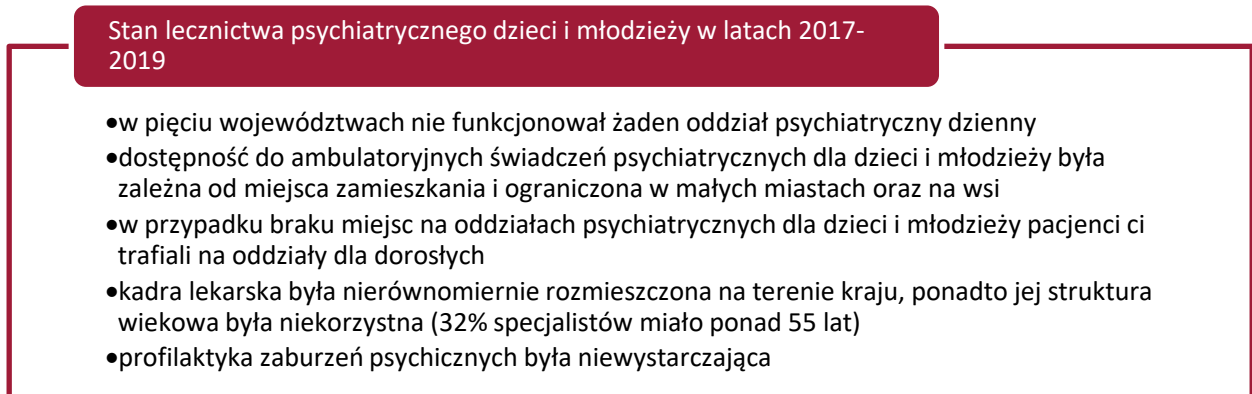 Stan lecznictwa psychiatrycznego dzieci i młodzieży w latach 2017-
2019
•w pięciu województwach nie funkcjonował żaden oddział psychiatryczny dzienny
•dostępność do ambulatoryjnych świadczeń psychiatrycznych dla dzieci i młodzieży była
zależna od miejsca zamieszkania i ograniczona w małych miastach oraz na wsi
•w przypadku braku miejsc na oddziałach psychiatrycznych dla dzieci i młodzieży pacjenci ci
trafiali na oddziały dla dorosłych
•kadra lekarska była nierównomiernie rozmieszczona na terenie kraju, ponadto jej struktura
wiekowa była niekorzystna (32% specjalistów miało ponad 55 lat)
•profilaktyka zaburzeń psychicznych była niewystarczająca